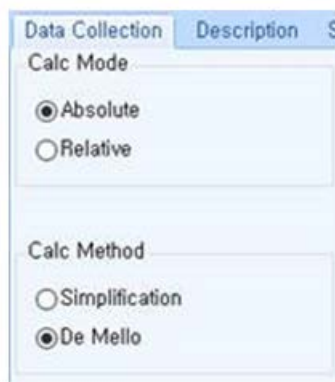 Data Collection Description S
Calc Mode
Absolute
Relative
Calc Method
Simplification
De Mello